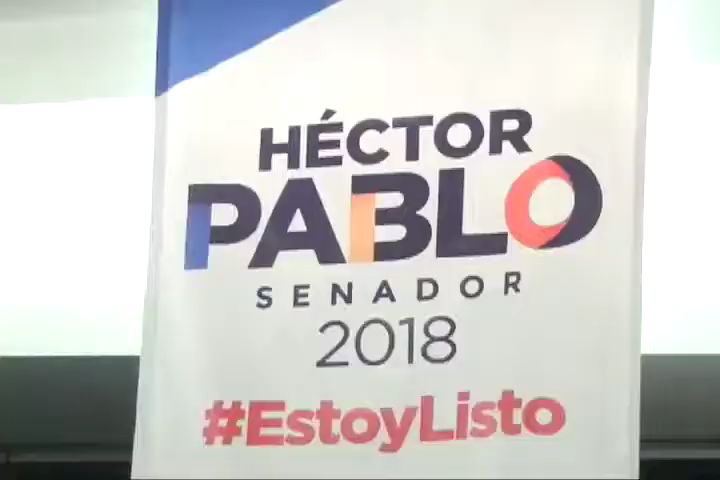 HÉCTOR
PABLO
SENADOR
2018
#EstoyListo